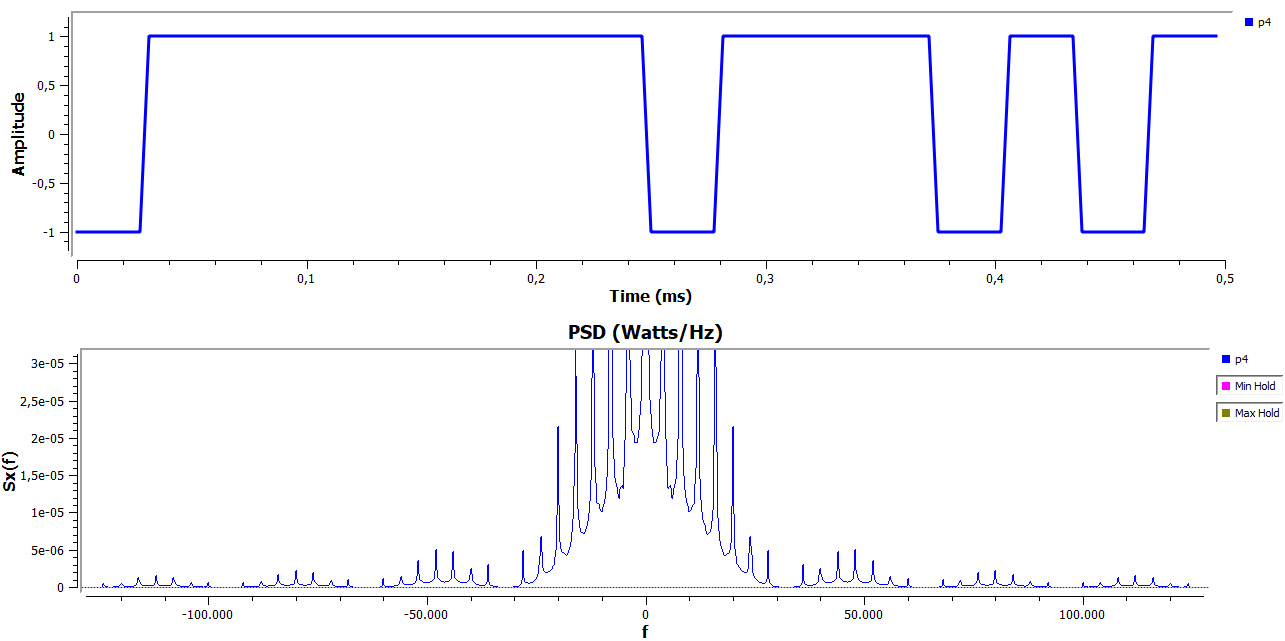 p4
1
0,5
0
-0,5
-1
Amplitude
0 0,1 0,2 0,3 0,4 0,5
Time (ms)
PSD (Watts/Hz)
p4
Min Hold
Max Hold
3e-05
2,5e-05
2e-05
1,5e-05
1e-05
5e-06
0
Sx(f)
-100.000 -50.000 0 50.000 100.000
f